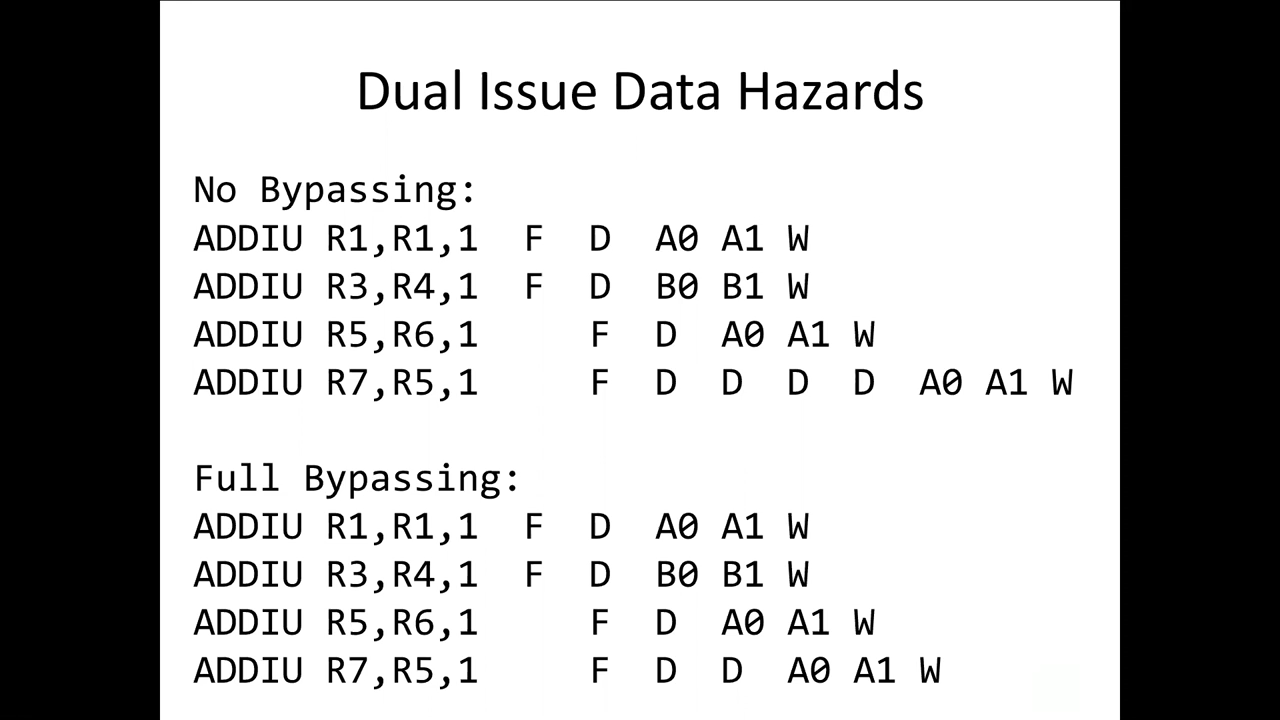 Dual Issue Data Hazards
No Bypassing:
ADDIU R1,R1,1 F D A0 A1 W
ADDIU R3,R4,1 F D B0 B1 W
ADDIU R5,R6,1 F D A0 A1 W
ADDIU R7,R5,1 F D D D D A0 A1 W
Full Bypassing:
ADDIU R1,R1,1 F D A0 A1 W
ADDIU R3,R4,1 F D B0 B1 W
ADDIU R5,R6,1 F D A0 A1 W
ADDIU R7,R5,1 F D D A0 A1 W